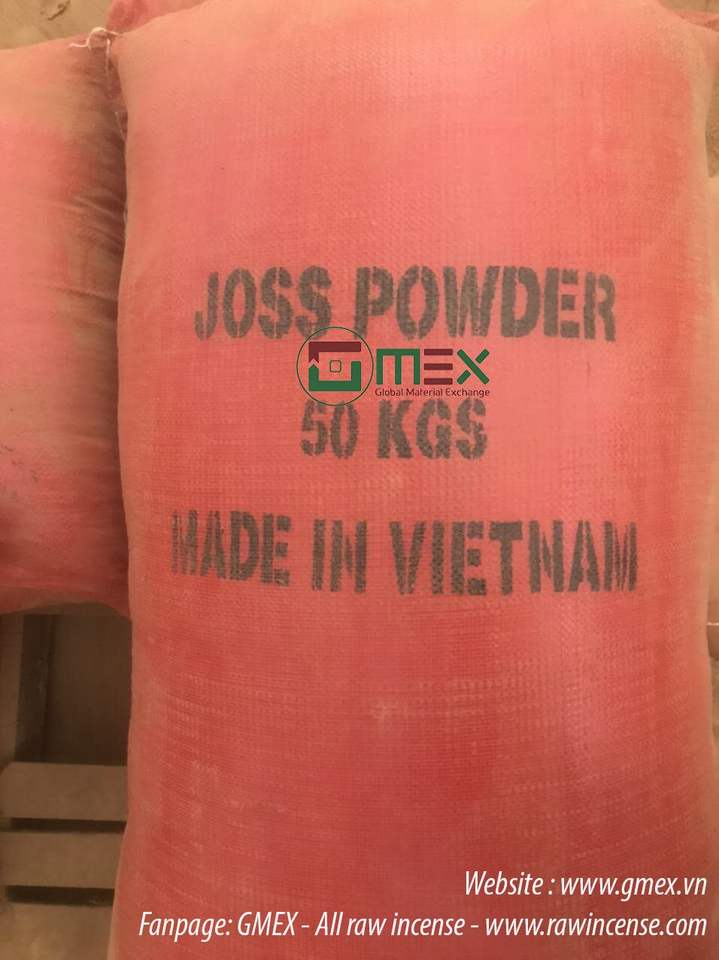 JOSS POWDER
GMEX
Global Material Exchange
50 KGS
MADE IN VIETNAM
Website : www.gmex.vn
Fanpage: GMEX - All raw incense - www.rawincense.com